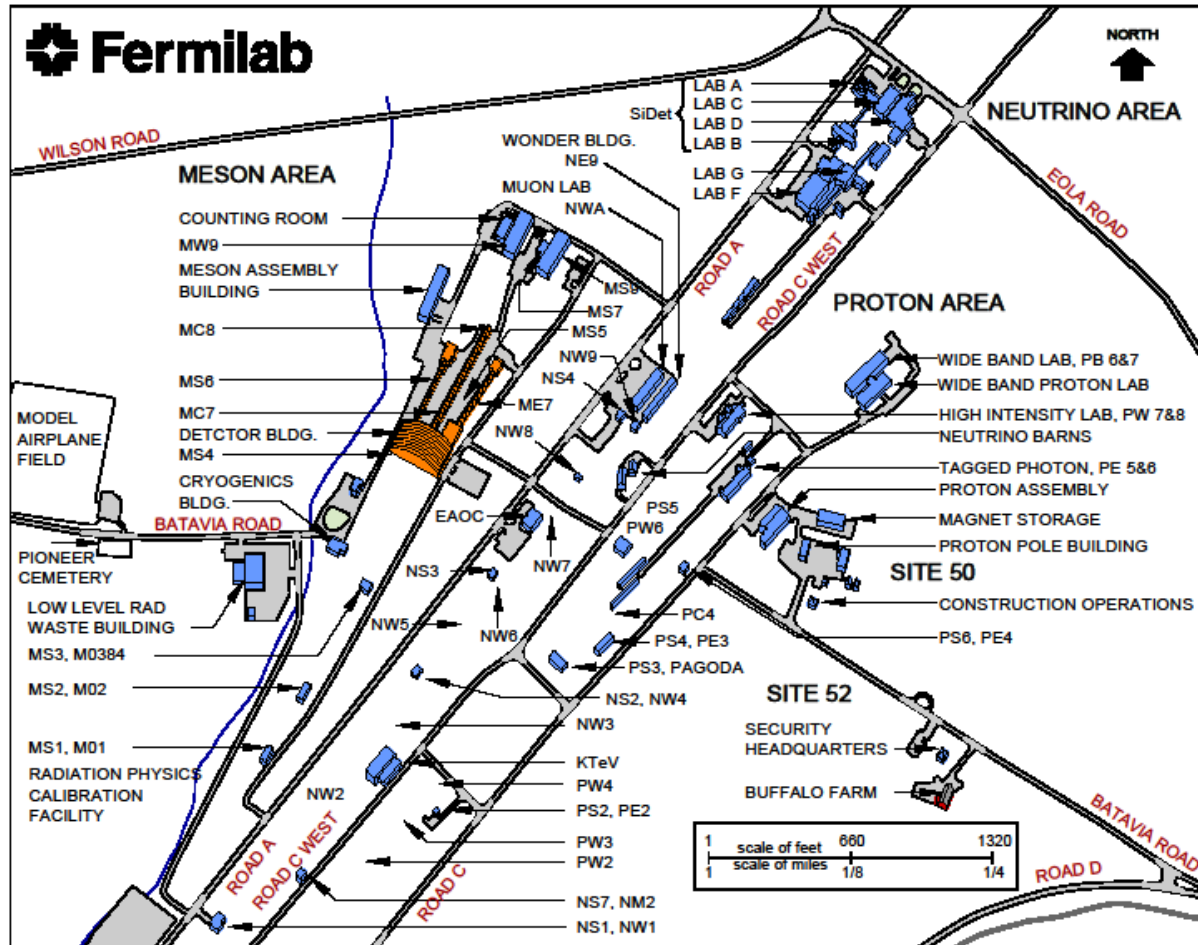 Fermilab
NORTH
WILSON ROAD
MESON AREA
COUNTING ROOM
MW9
MESON ASSEMBLY
BUILDING
MC8
MS6
MC7
DETCTOR BLDG.
MS4
CRYOGENICS
BLDG.
MODEL
AIRPLANE
FIELD
BATAVIA ROAD
PIONEER
CEMETERY
LOW LEVEL RAD
WASTE BUILDING
MS3, M0384
MS2, M02
MS1, M01
RADIATION PHYSICS
CALIBRATION
FACILITY
SiDet
LAB A
LAB C
LAB D
LAB B
LAB G
LAB F
WONDER BLDG.
NE9
MUON LAB
NWA
MS9
MS7
MS5
NW9
NS4
ME7
NW8
EAOC
NW7
NS3
NW5
NW6
PS5
PW6
NEUTRINO AREA
EOLA ROAD
ROAD A
ROAD C WEST
PROTON AREA
WIDE BAND LAB, PB 6&7
WIDE BAND PROTON LAB
HIGH INTENSITY LAB, PW 7&8
NEUTRINO BARNS
TAGGED PHOTON, PE 5&6
PROTON ASSEMBLY
MAGNET STORAGE
PROTON POLE BUILDING
SITE 50
CONSTRUCTION OPERATIONS
PS6, PE4
PC4
PS4, PE3
PS3, PAGODA
NS2, NW4
NW3
KTeV
PW4
PS2, PE2
PW3
PW2
NS7, NM2
NS1, NW1
NW2
ROAD A
ROAD C WEST
ROAD C
SITE 52
SECURITY
HEADQUARTERS
BUFFALO FARM
BATAVIA ROAD
ROAD D
1 660 1320
scale of feet
scale of miles
1 1/8 1/4